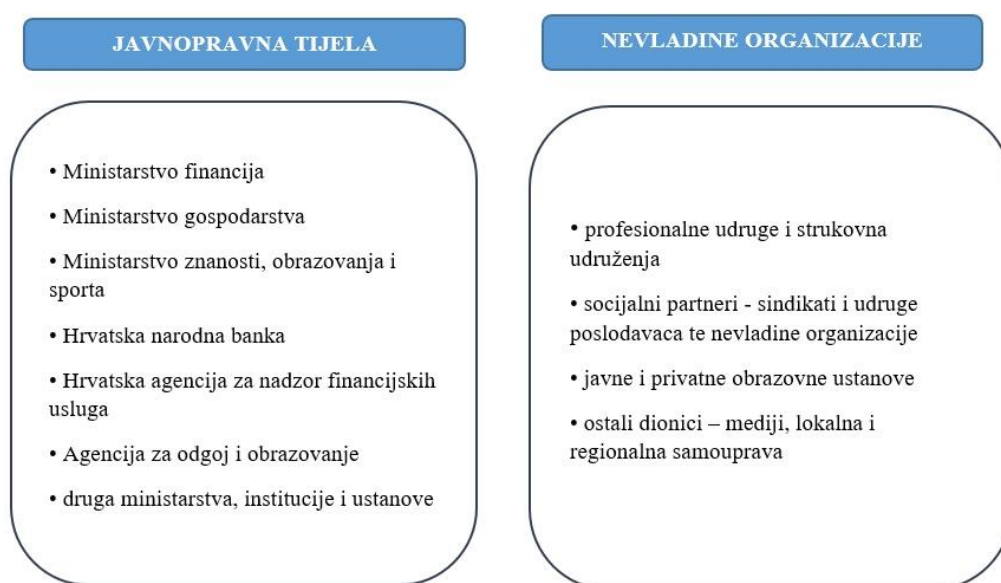 JAVNOPRAVNA TIJELA
• Ministarstvo financija
• Ministarstvo gospodarstva
• Ministarstvo znanosti, obrazovanja i
sporta
• Hrvatska narodna banka
• Hrvatska agencija za nadzor financijskih
usluga
• Agencija za odgoj i obrazovanje
• druga ministarstva, institucije i ustanove
NEVLADINE ORGANIZACIJE
• profesionalne udruge i strukovna
udruženja
• socijalni partneri - sindikati i udruge
poslodavaca te nevladine organizacije
• javne i privatne obrazovne ustanove
• ostali dionici – mediji, lokalna i
regionalna samouprava